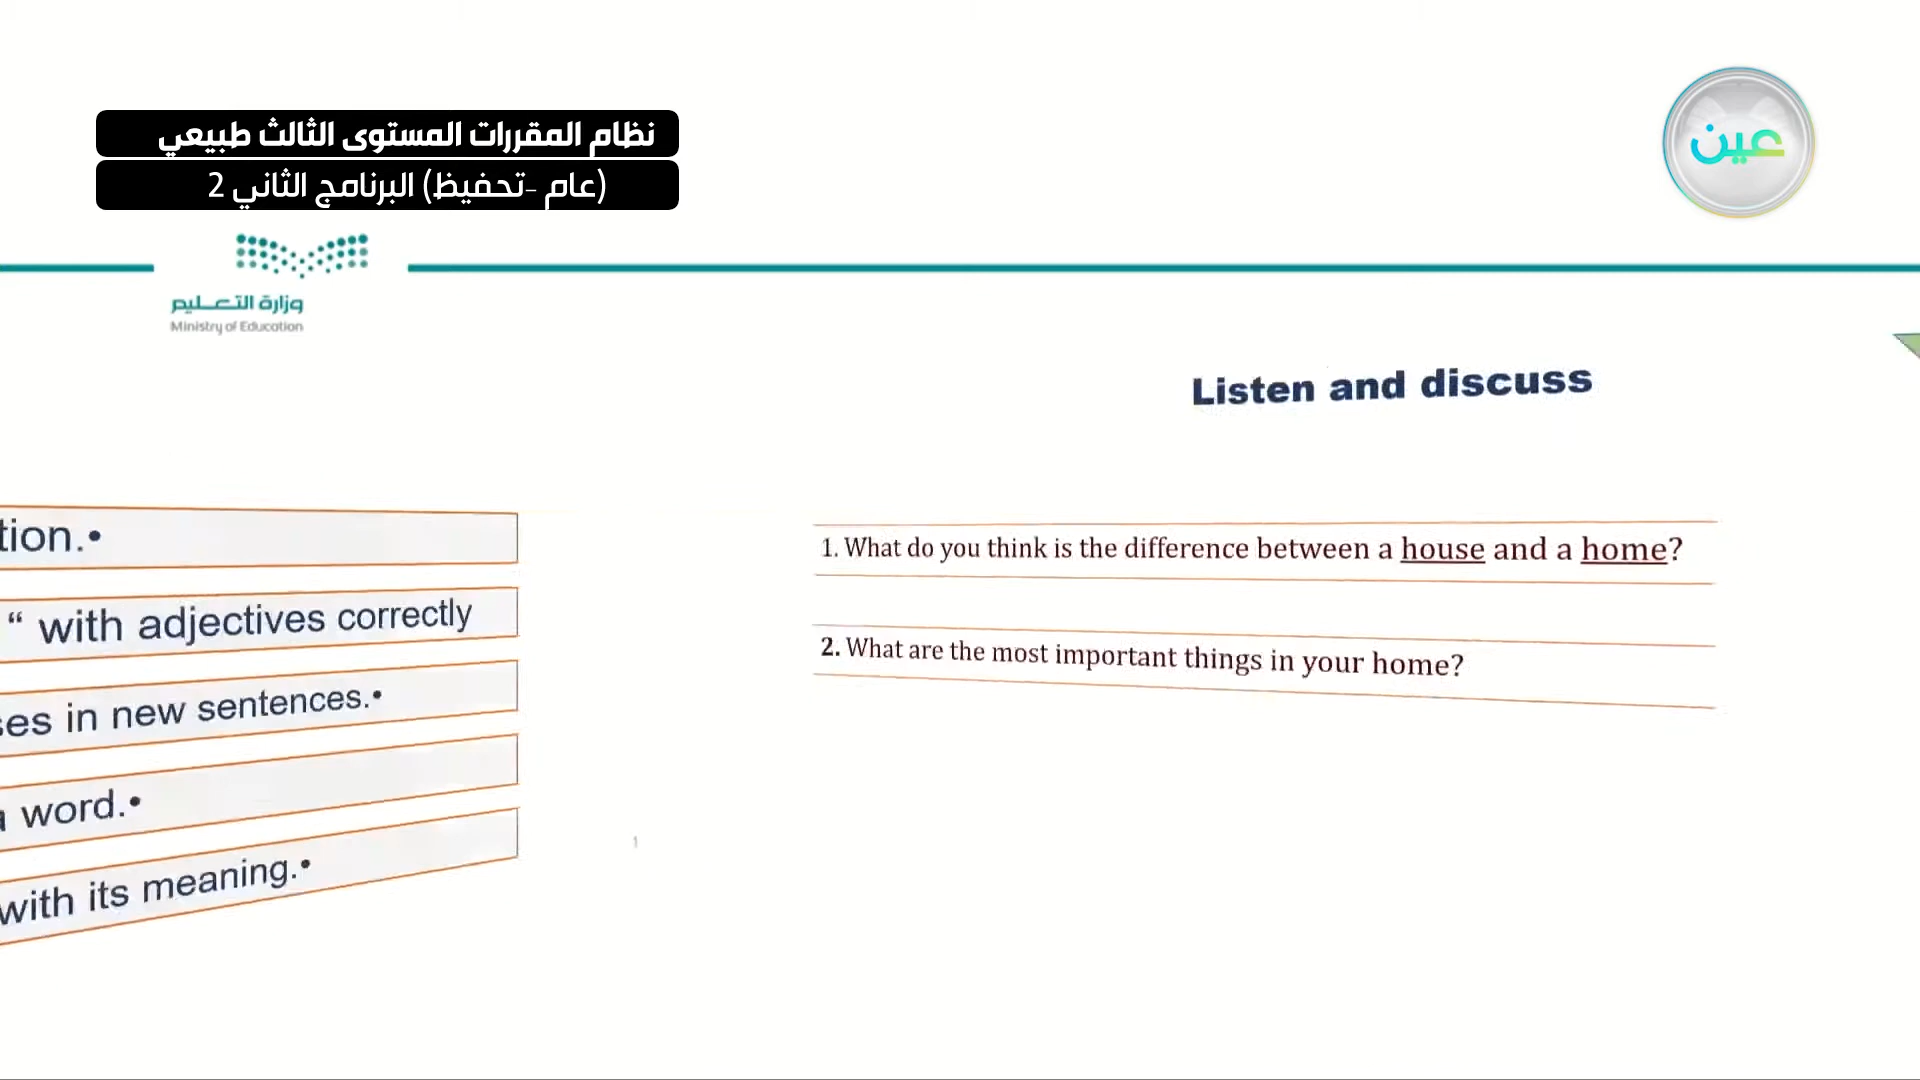 نظام المقررات المستوى الثالث طبيعي
(عام -تحفيظ) البرنامج الثاني 2
عين
وزارة التعليم
Ministry of Education
Listen and discuss
tion.•
“ with adjectives correctly
in new sentences.•
word.•
with its meaning.•
1. What do you think is the difference between a house and a home?
2. What are the most important things in your home?
1